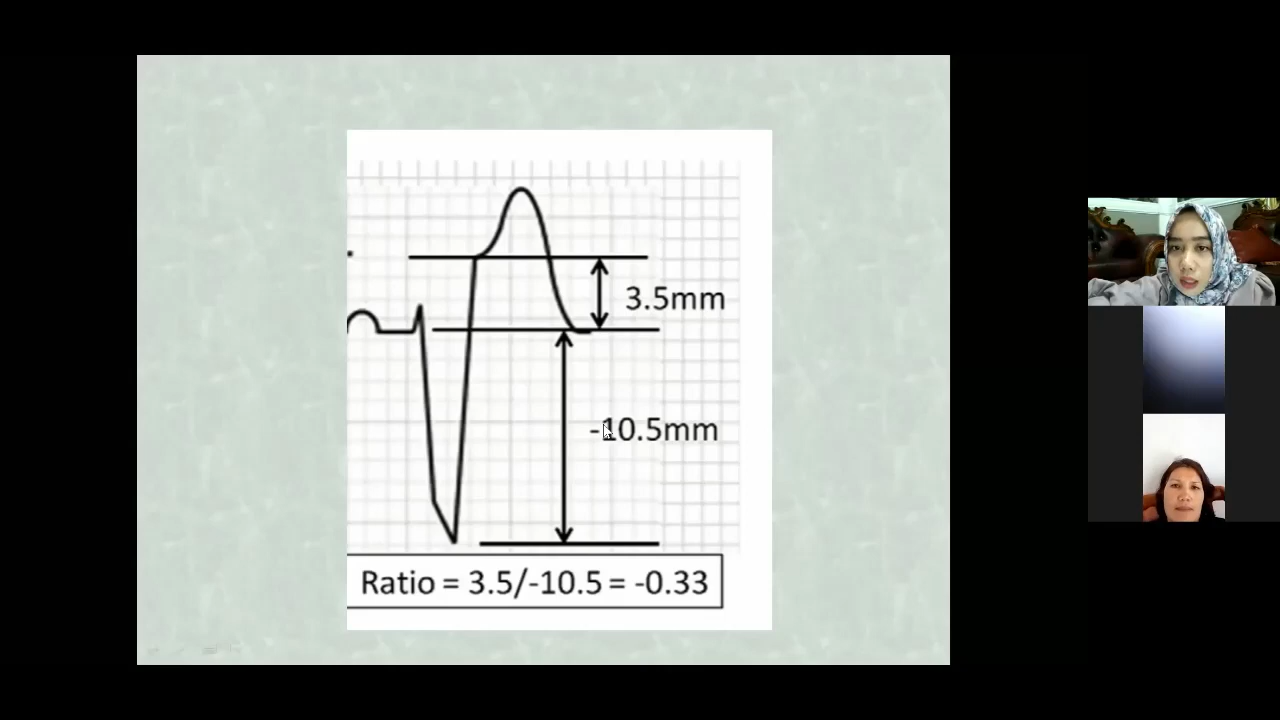 3.5mm
-10.5mm
Ratio = 3.5/-10.5 = -0.33